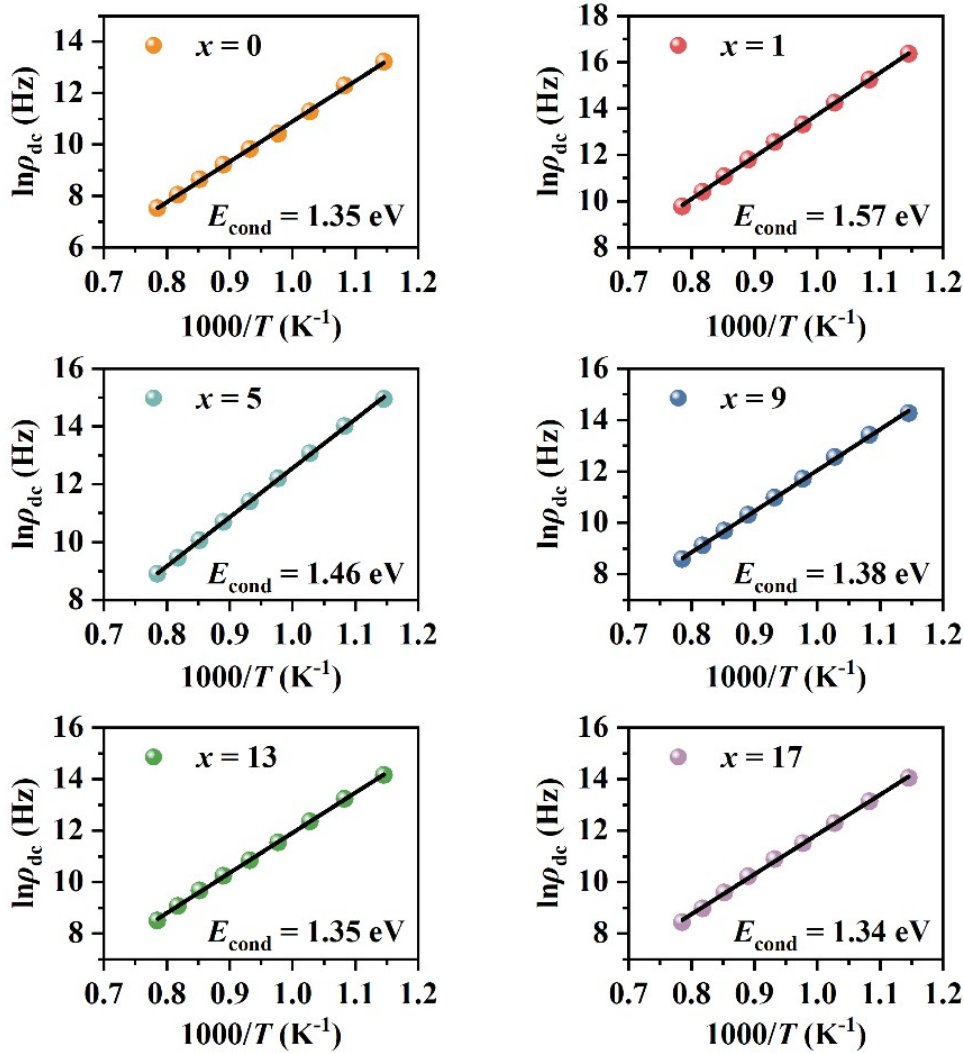 x = 0
14
12
10
8
6
lnρdc (Hz)
Econd = 1.35 eV
0.7 0.8 0.9 1.0 1.1 1.2
1000/T (K⁻¹)
x = 1
18
16
14
12
10
8
lnρdc (Hz)
Econd = 1.57 eV
0.7 0.8 0.9 1.0 1.1 1.2
1000/T (K⁻¹)
x = 5
16
14
12
10
8
lnρdc (Hz)
Econd = 1.46 eV
0.7 0.8 0.9 1.0 1.1 1.2
1000/T (K⁻¹)
x = 9
16
14
12
10
8
lnρdc (Hz)
Econd = 1.38 eV
0.7 0.8 0.9 1.0 1.1 1.2
1000/T (K⁻¹)
x = 13
16
14
12
10
8
lnρdc (Hz)
Econd = 1.35 eV
0.7 0.8 0.9 1.0 1.1 1.2
1000/T (K⁻¹)
x = 17
16
14
12
10
8
lnρdc (Hz)
Econd = 1.34 eV
0.7 0.8 0.9 1.0 1.1 1.2
1000/T (K⁻¹)